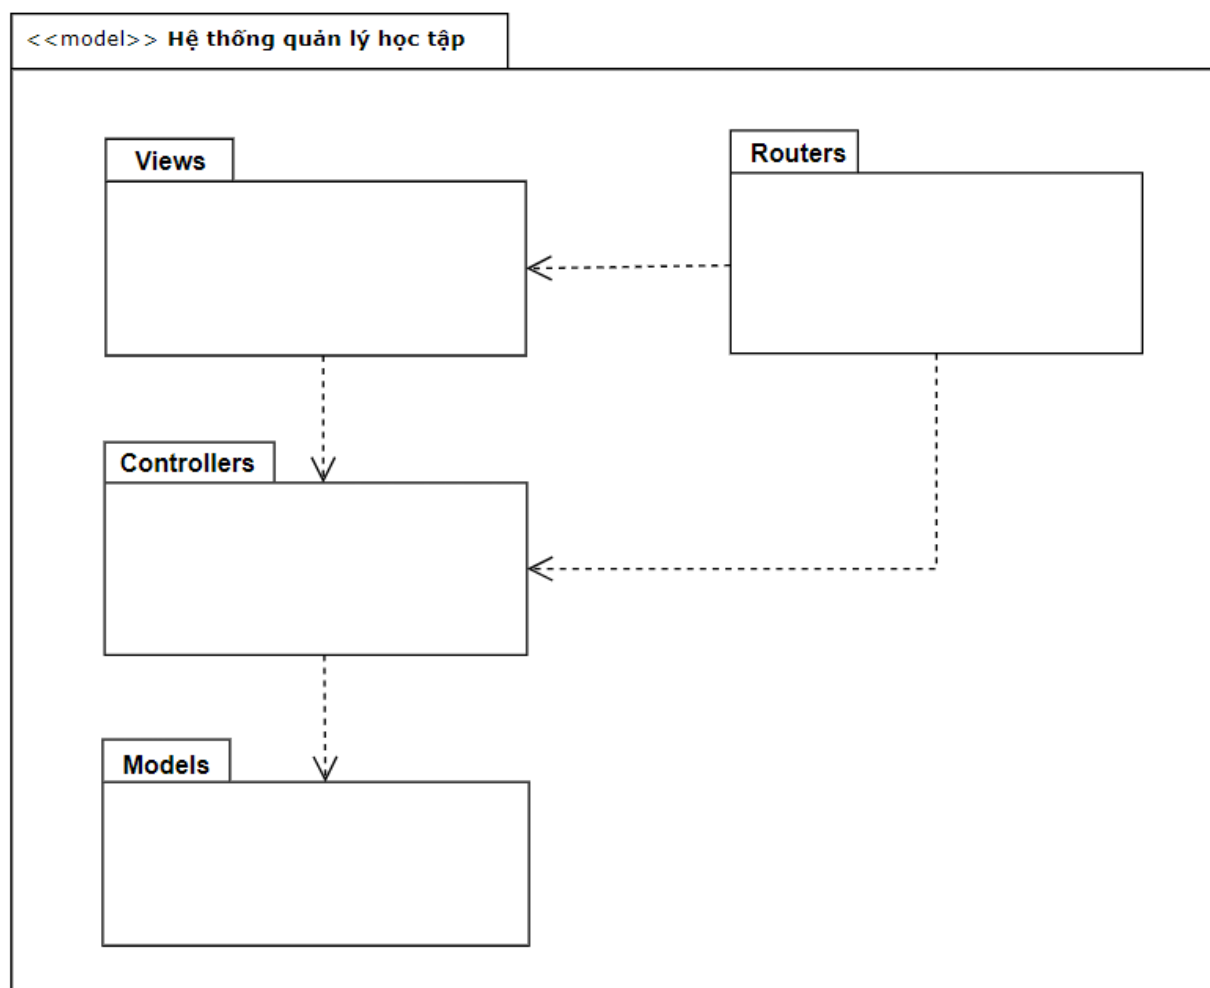 <<model>> Hệ thống quản lý học tập
Views
Routers
Controllers
Models